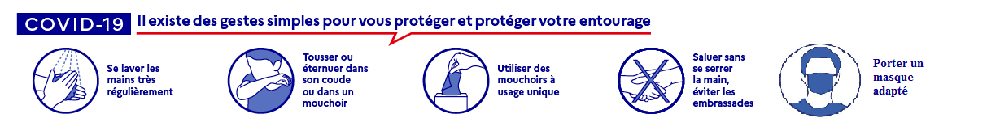 COVID-19 Il existe des gestes simples pour vous protéger et protéger votre entourage
Se laver les
mains très
régulièrement
Tousser ou
éternuer dans
son coude
ou dans un
mouchoir
Utiliser des
mouchoirs à
usage unique
Saluer sans
se serrer
la main,
éviter les
embrassades
Porter un
masque
adapté